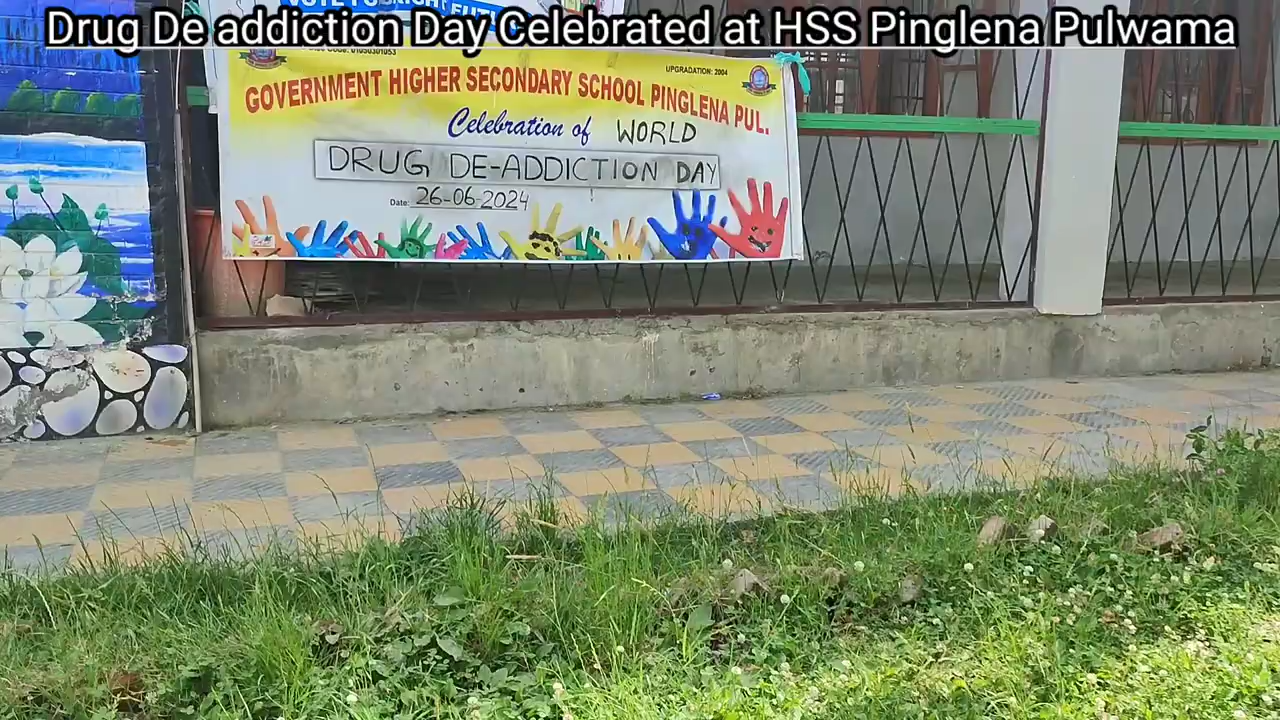 Drug De addiction Day Celebrated at HSS Pinglena Pulwama
UPGRADATION: 2004
GOVERNMENT HIGHER SECONDARY SCHOOL PINGLENA PUL.
Celebration of WORLD
DRUG DE-ADDICTION DAY
Date: 26-06-2024